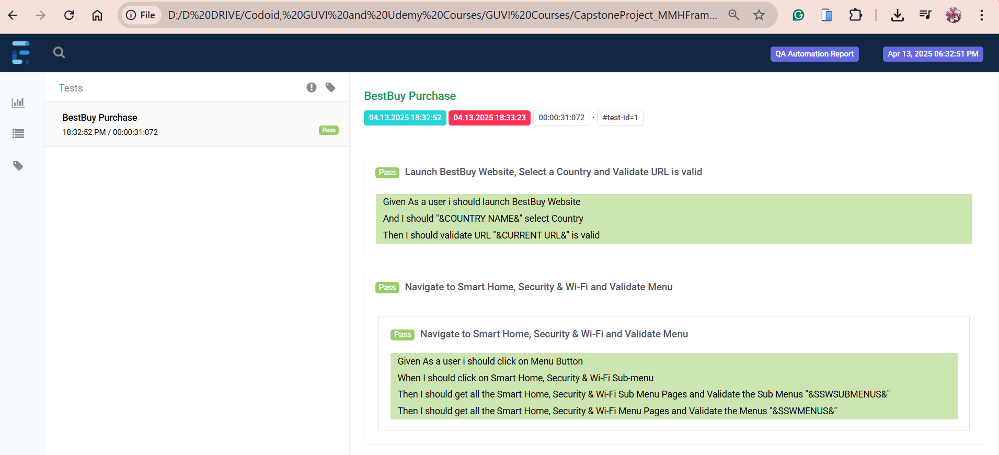 File D:/D%20DRIVE/Codoid,%20GUVI%20and%20Udemy%20Courses/GUVI%20Courses/CapstoneProject_MMHFram...
QA Automation Report Apr 13, 2025 06:32:51 PM
Tests
BestBuy Purchase
18:32:52 PM / 00:00:31:072
Pass
BestBuy Purchase
04.13.2025 18:32:52 04.13.2025 18:33:23 00:00:31:072 · #test-id=1
Pass Launch BestBuy Website, Select a Country and Validate URL is valid
Given As a user i should launch BestBuy Website
And I should "&COUNTRY NAME&" select Country
Then I should validate URL "&CURRENT URL&" is valid
Pass Navigate to Smart Home, Security & Wi-Fi and Validate Menu
Pass Navigate to Smart Home, Security & Wi-Fi and Validate Menu
Given As a user i should click on Menu Button
When I should click on Smart Home, Security & Wi-Fi Sub-menu
Then I should get all the Smart Home, Security & Wi-Fi Sub Menu Pages and Validate the Sub Menus "&SSWSUBMENUS&"
Then I should get all the Smart Home, Security & Wi-Fi Menu Pages and Validate the Menus "&SSWMENUS&"